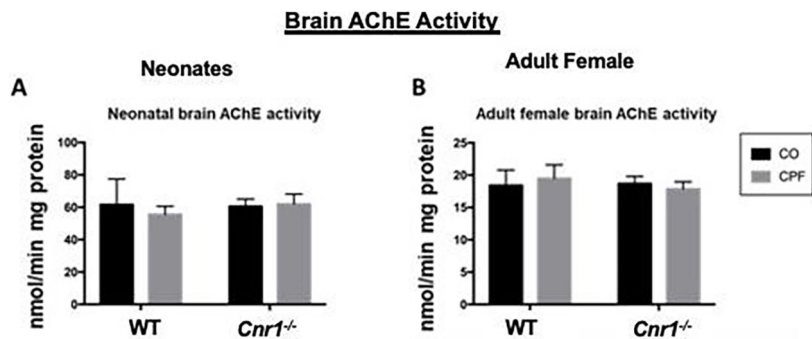 Brain AChE Activity
Neonates
Adult Female
A
B
Neonatal brain AChE activity
Adult female brain AChE activity
nmol/min mg protein
100
80
60
40
20
0
WT
Cnr1-/-
nmol/min mg protein
25
20
15
10
5
0
WT
Cnr1-/-
CO
CPF